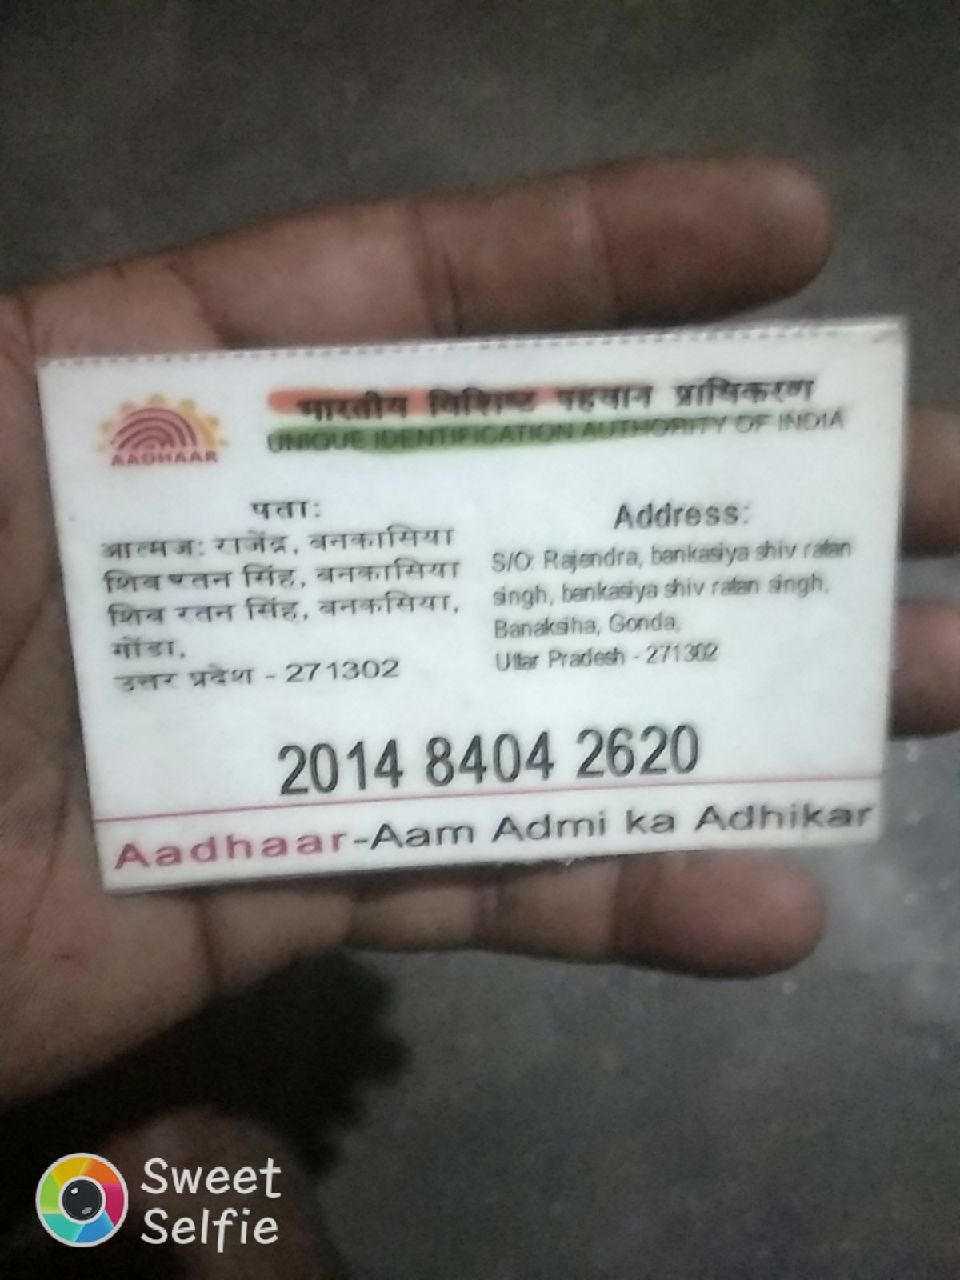 AADHAAR
भारतीय विशिष्ट पहचान प्राधिकरण
UNIQUE IDENTIFICATION AUTHORITY OF INDIA
पता:
आत्मज: राजेंद्र, बनकासिया
शिव रतन सिंह, बनकासिया
शिव रतन सिंह, बनकसिया,
गोंडा,
उत्तर प्रदेश - 271302
Address:
S/O: Rajendra, bankasiya shiv ratan
singh, bankasiya shiv ratan singh,
Banaksiha, Gonda,
Uttar Pradesh - 271302
2014 8404 2620
Aadhaar-Aam Admi ka Adhikar
Sweet
Selfie